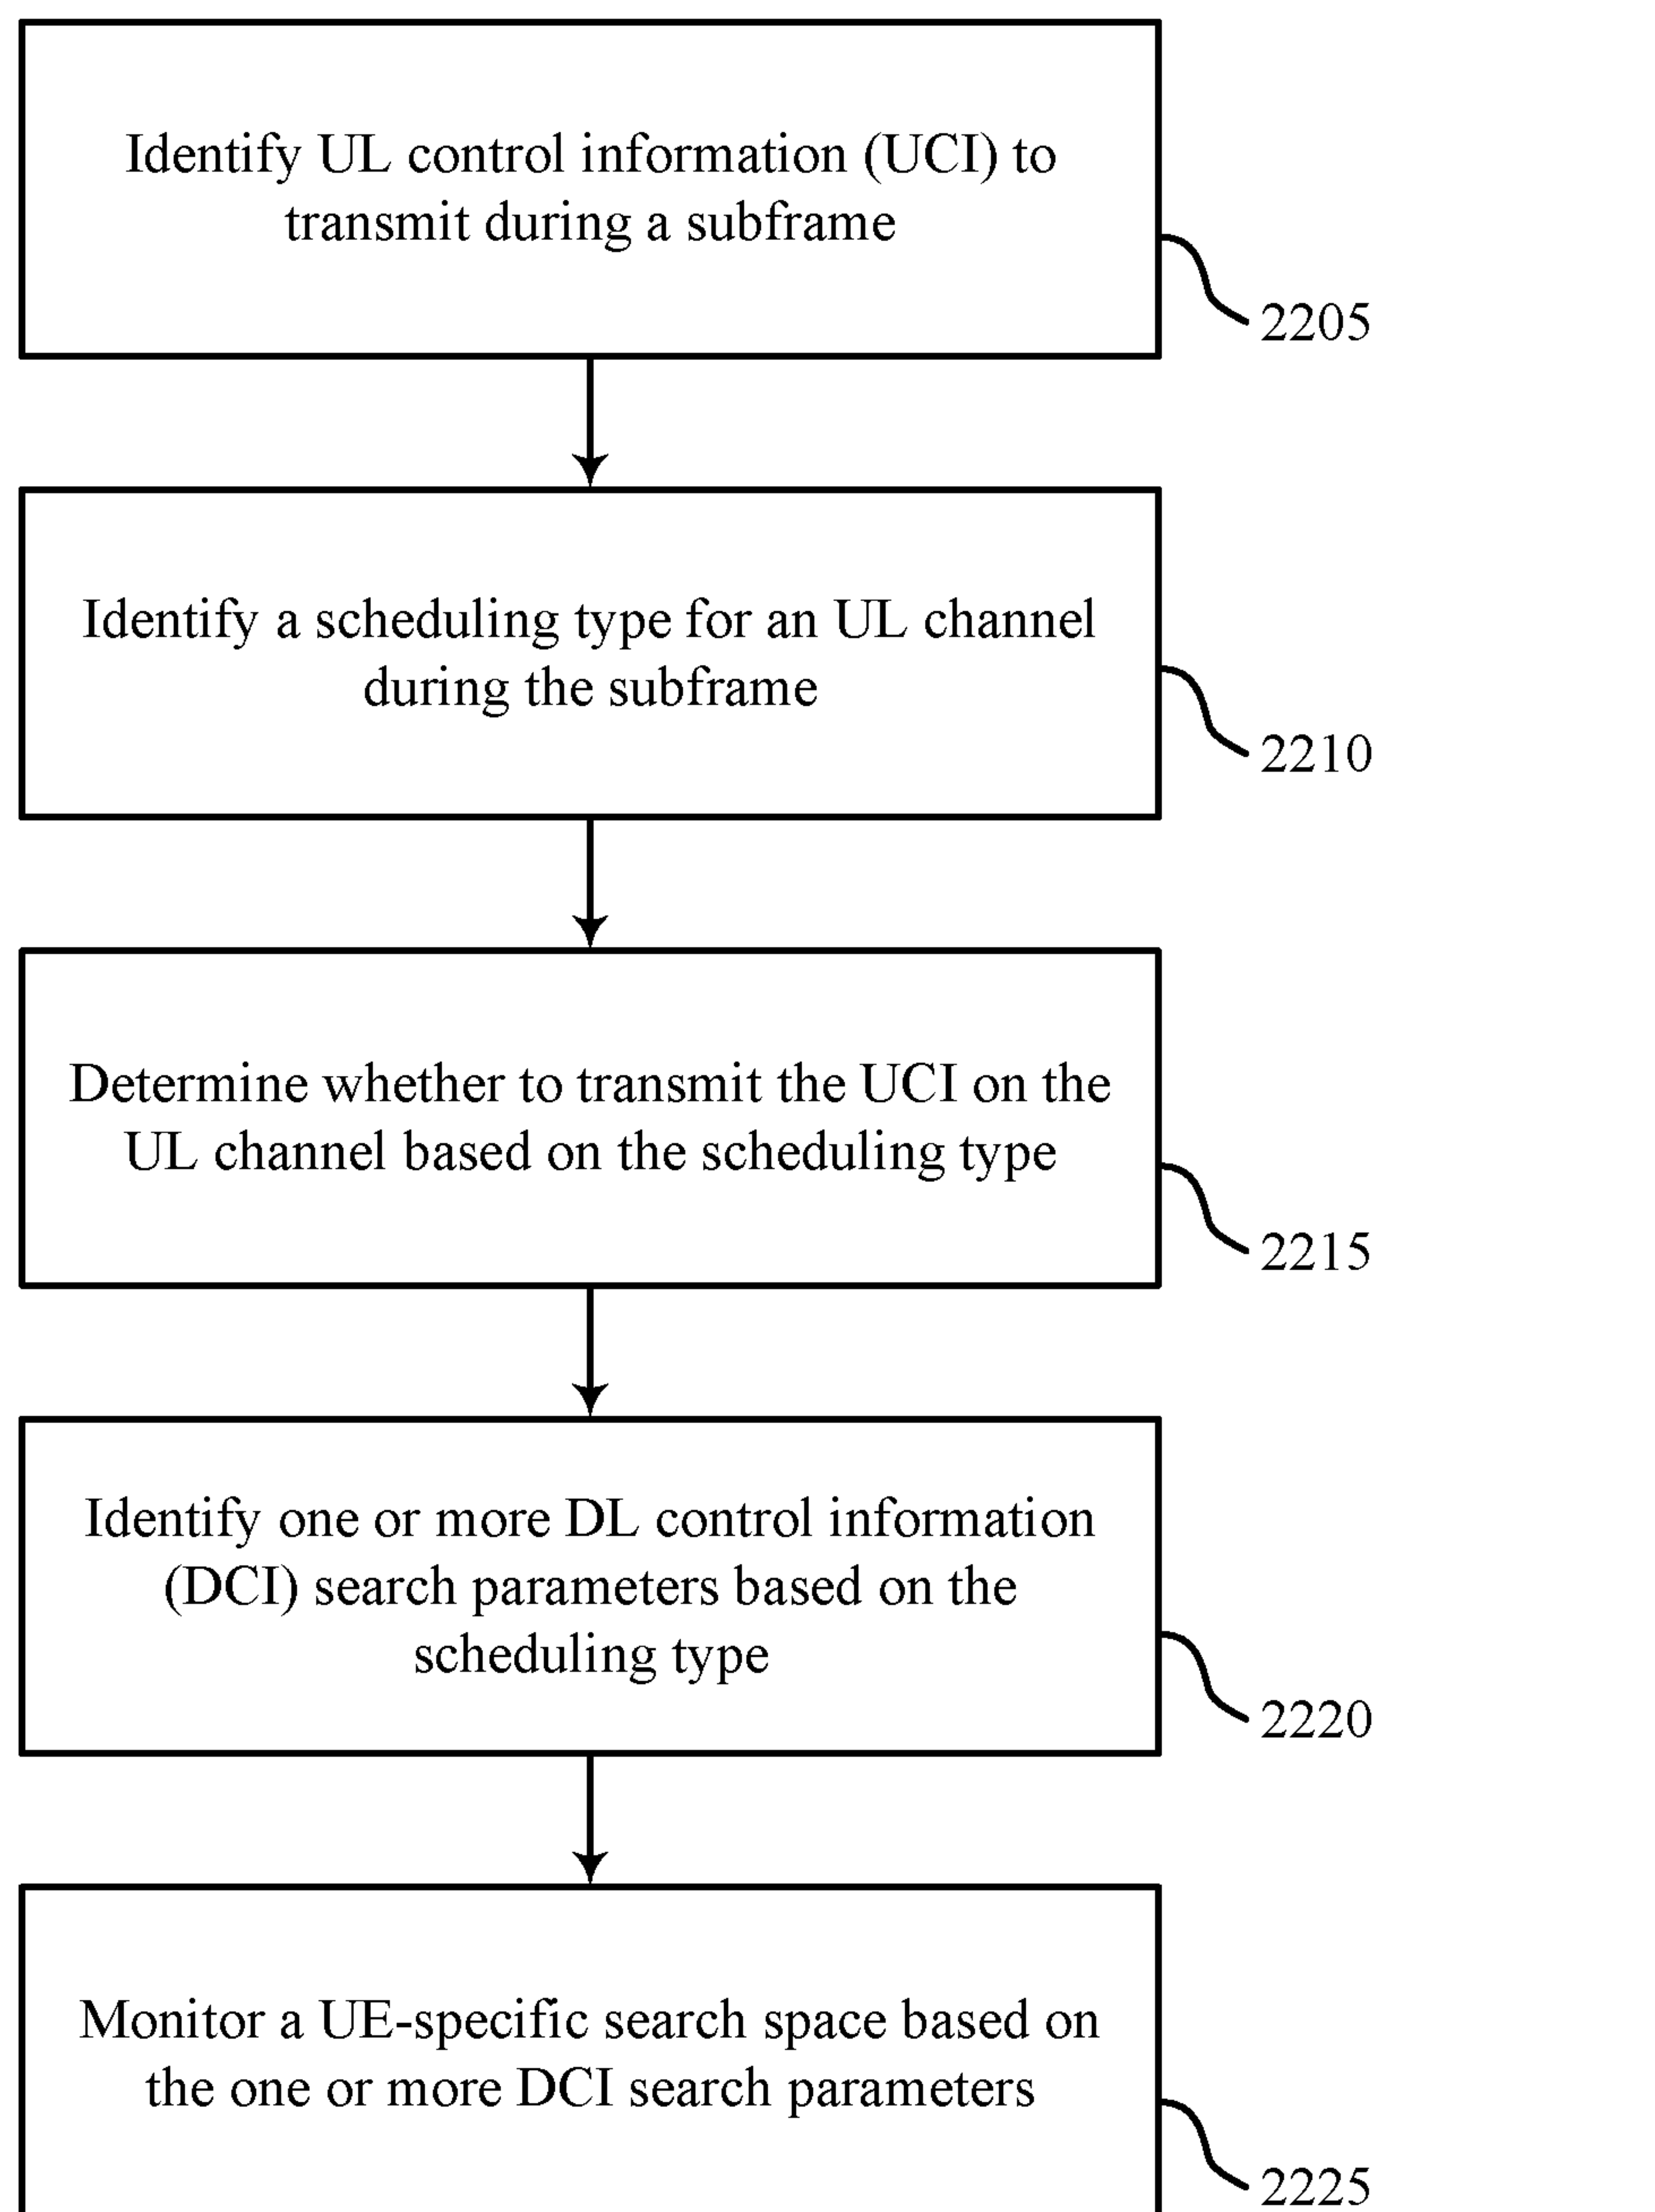 Identify UL control information (UCI) to
transmit during a subframe
2205
Identify a scheduling type for an UL channel
during the subframe
2210
Determine whether to transmit the UCI on the
UL channel based on the scheduling type
2215
Identify one or more DL control information
(DCI) search parameters based on the
scheduling type
2220
Monitor a UE-specific search space based on
the one or more DCI search parameters
2225